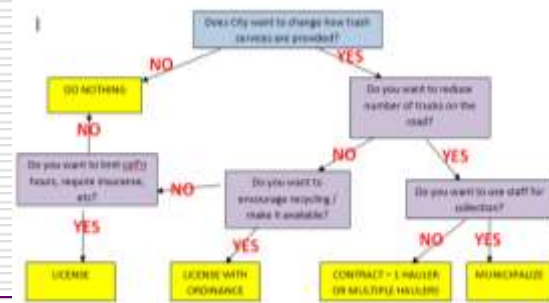 Does City want to change how trash
services are provided?
NO
YES
DO NOTHING
Do you want to reduce
number of trucks on the
road?
NO
NO
YES
Do you want to limit
hours, require insurance,
etc?
NO
Do you want to
encourage recycling /
make it available?
Do you want to use staff for
collection?
YES
YES
NO
YES
LICENSE
LICENSE WITH
ORDINANCE
CONTRACT – 1 HAULER
OR MULTIPLE HAULERS
MUNICIPALIZE